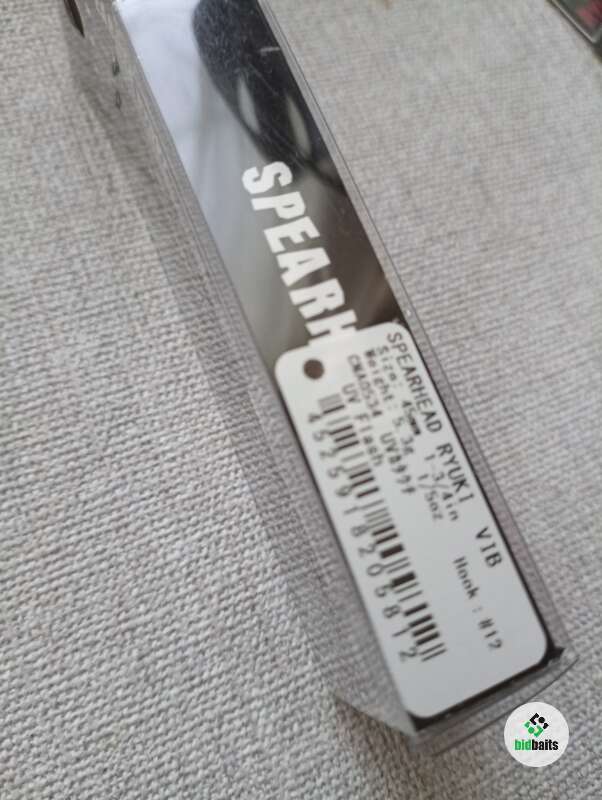 SPEARH
SPEARHEAD RYUKI VIB
Size: 45mm 1-3/4in
Weight: 5.3g 1/5oz
Hook: #12
UV Flash
bidbaits